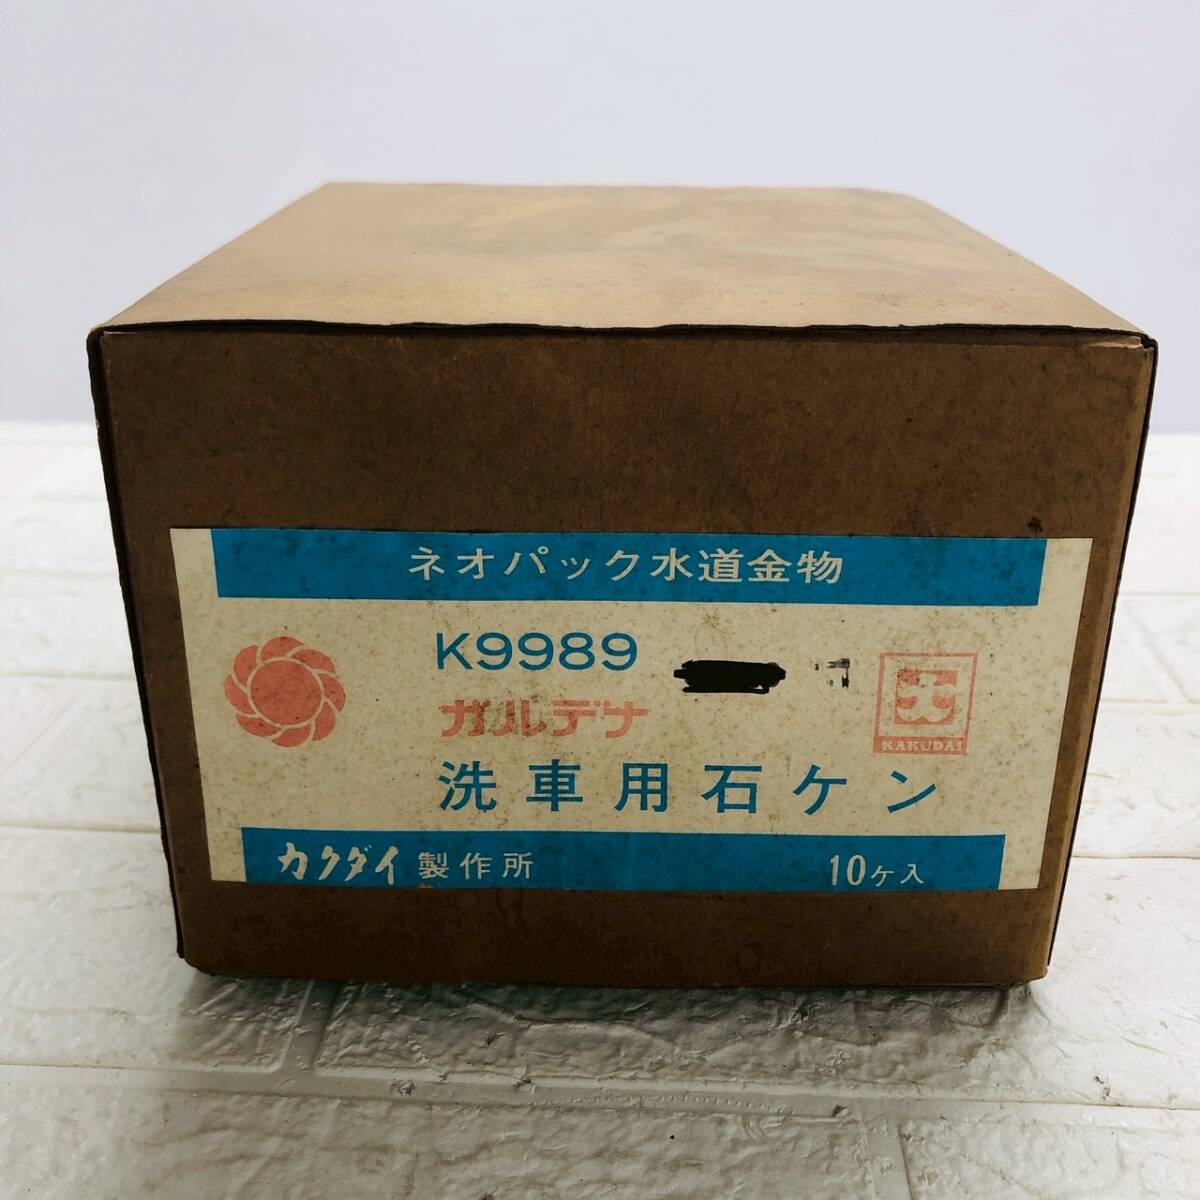 ネオパック水道金物
K9989
ガルデナ
KAKUDAI
洗車用石ケン
カクダイ製作所 10ケ入